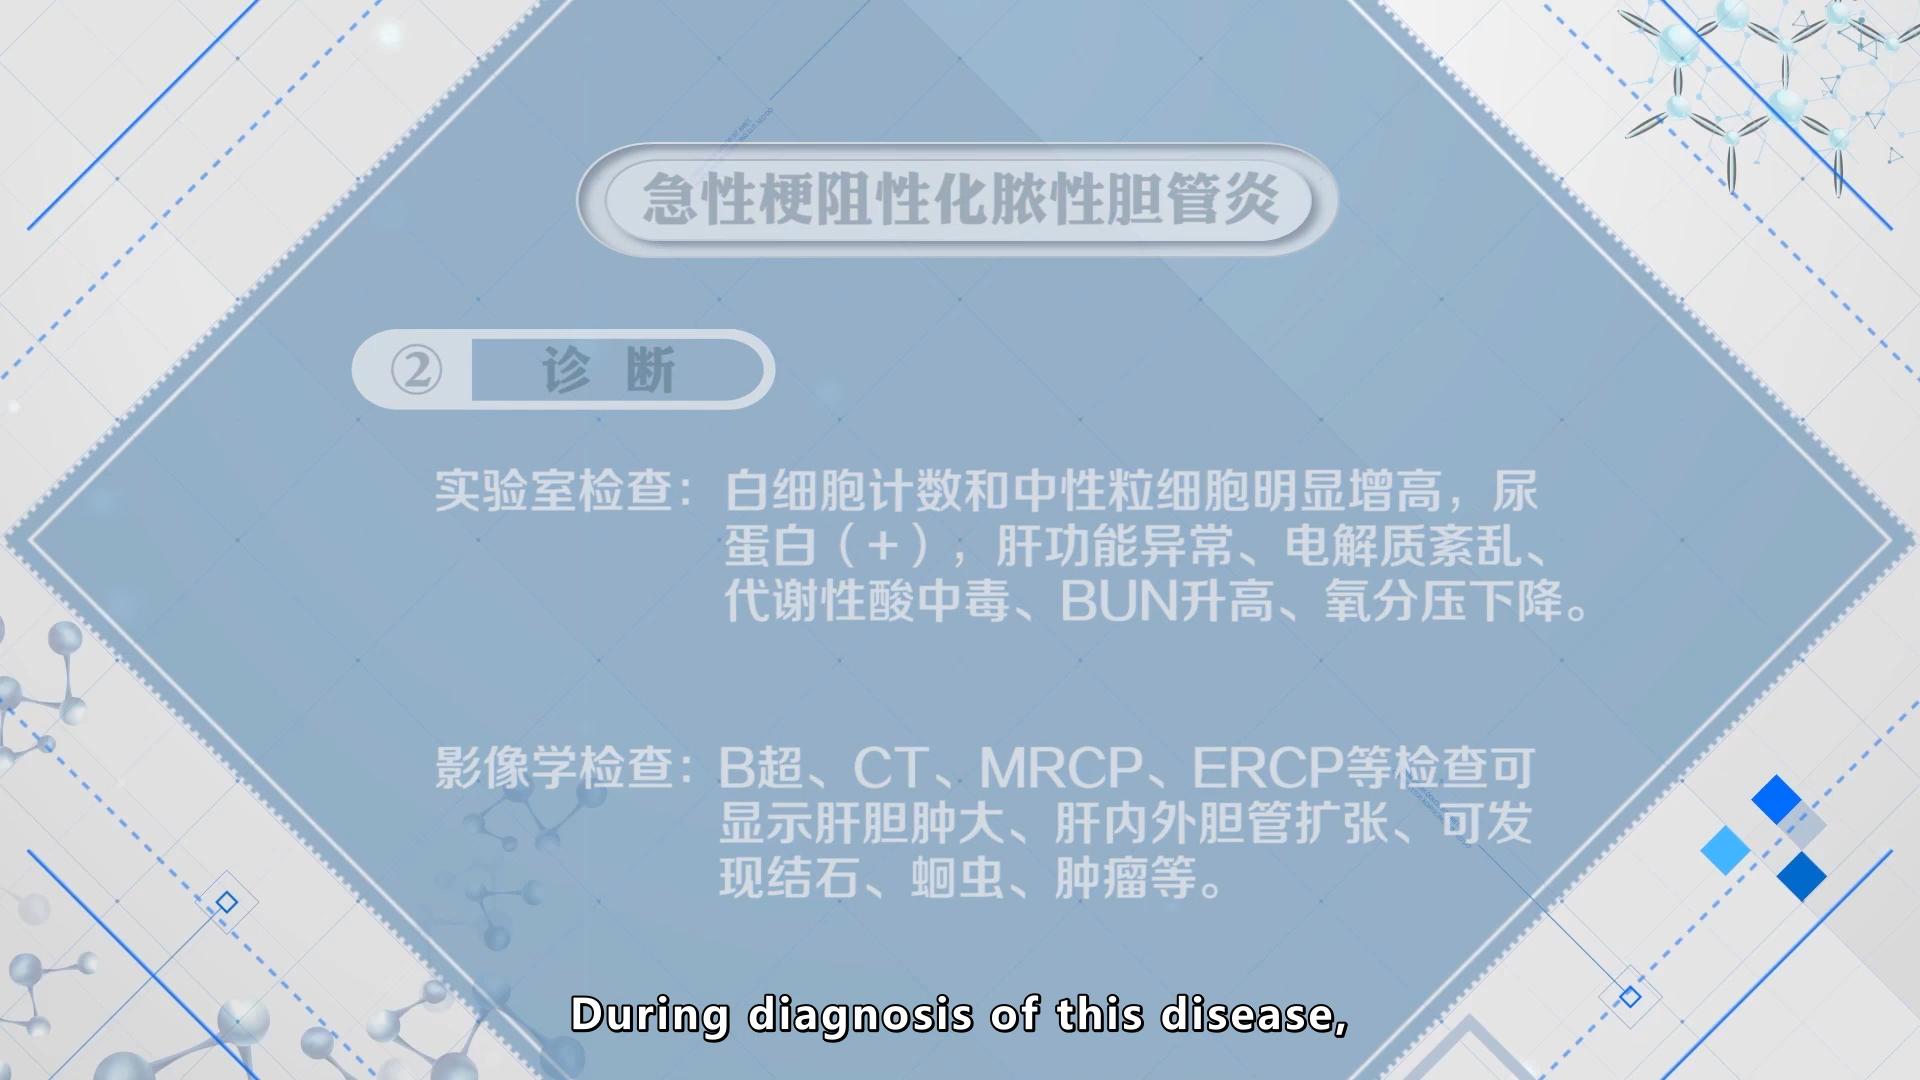 急性梗阻性化脓性胆管炎
② 诊 断
实验室检查：白细胞计数和中性粒细胞明显增高，尿
蛋白（+），肝功能异常、电解质紊乱、
代谢性酸中毒、BUN升高、氧分压下降。
影像学检查：B超、CT、MRCP、ERCP等检查可
显示肝胆肿大、肝内外胆管扩张、可发
现结石、蛔虫、肿瘤等。
During diagnosis of this disease,